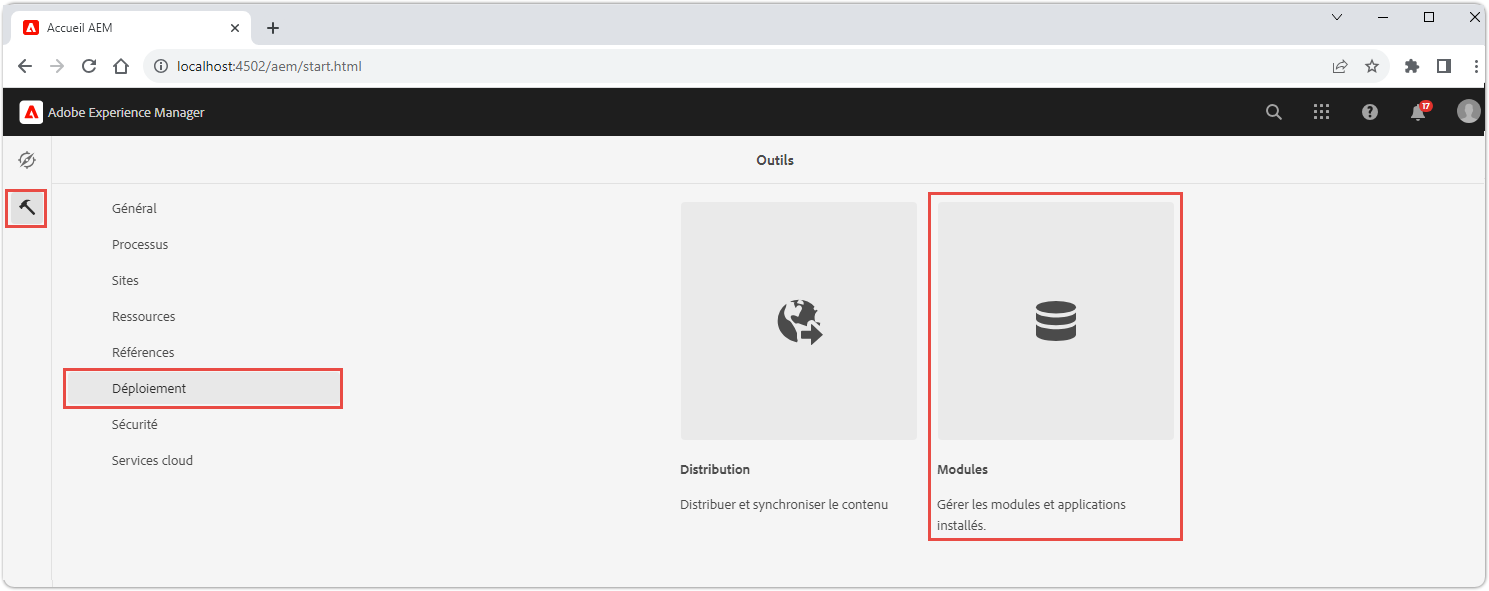 Accueil AEM
localhost:4502/aem/start.html
Adobe Experience Manager
17
Outils
Général
Processus
Sites
Ressources
Références
Déploiement
Sécurité
Services cloud
Distribution
Distribuer et synchroniser le contenu
Modules
Gérer les modules et applications
installés.